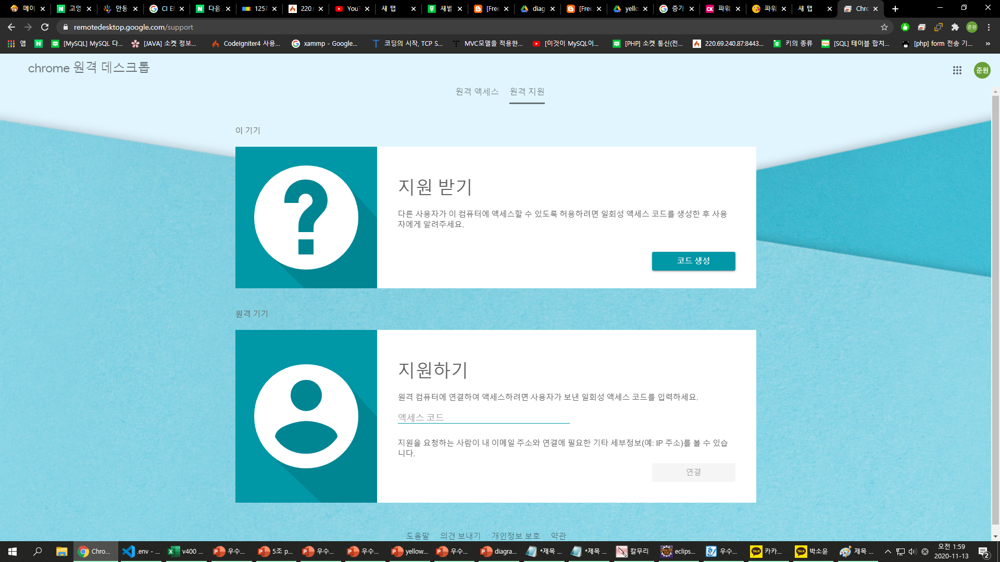 메이
고영
안동
CI El
다음
125
220.
YouT
새 탭
새별
[Free
diag
[Free
yello
증가
파워
파워
새 탭
Chro
remotedesktop.google.com/support
앱
[MySQL] MySQL 다...
[JAVA] 소켓 정보...
CodeIgniter4 사용...
xammp - Google...
코딩의 시작, TCP S...
MVC모델을 적용한...
[이것이 MySQL이...
[PHP] 소켓 통신(전...
220.69.240.87:8443...
키의 종류
[SQL] 테이블 합치...
[php] form 전송 기...
»
chrome 원격 데스크톱
준원
원격 액세스 원격 지원
이 기기
지원 받기
다른 사용자가 이 컴퓨터에 액세스할 수 있도록 허용하려면 일회성 액세스 코드를 생성한 후 사용
자에게 알려주세요.
코드 생성
원격 기기
지원하기
원격 컴퓨터에 연결하여 액세스하려면 사용자가 보낸 일회성 액세스 코드를 입력하세요.
액세스 코드
지원을 요청하는 사람이 내 이메일 주소와 연결에 필요한 기타 세부정보(예: IP 주소)를 볼 수 있습
니다.
연결
도움말 의견 보내기 개인정보 보호 약관
Chro...
.env - ...
v400 ...
우수...
5조 p...
우수...
우수...
yellow...
우수...
diagra...
*제목 ...
*제목 ...
칼무리
eclips...
우수...
카카...
박소윤
제목 ...
오전 1:59
2020-11-13
2